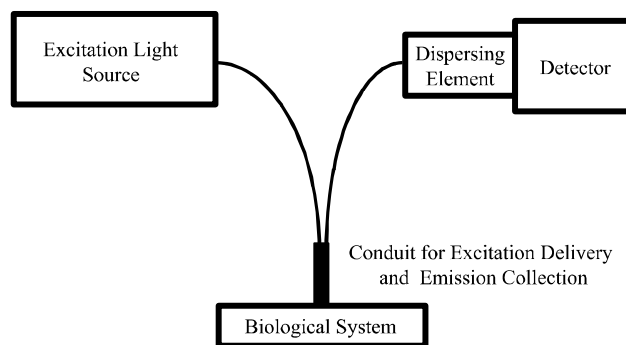 Excitation Light
Source
Dispersing
Element
Detector
Conduit for Excitation Delivery
and Emission Collection
Biological System